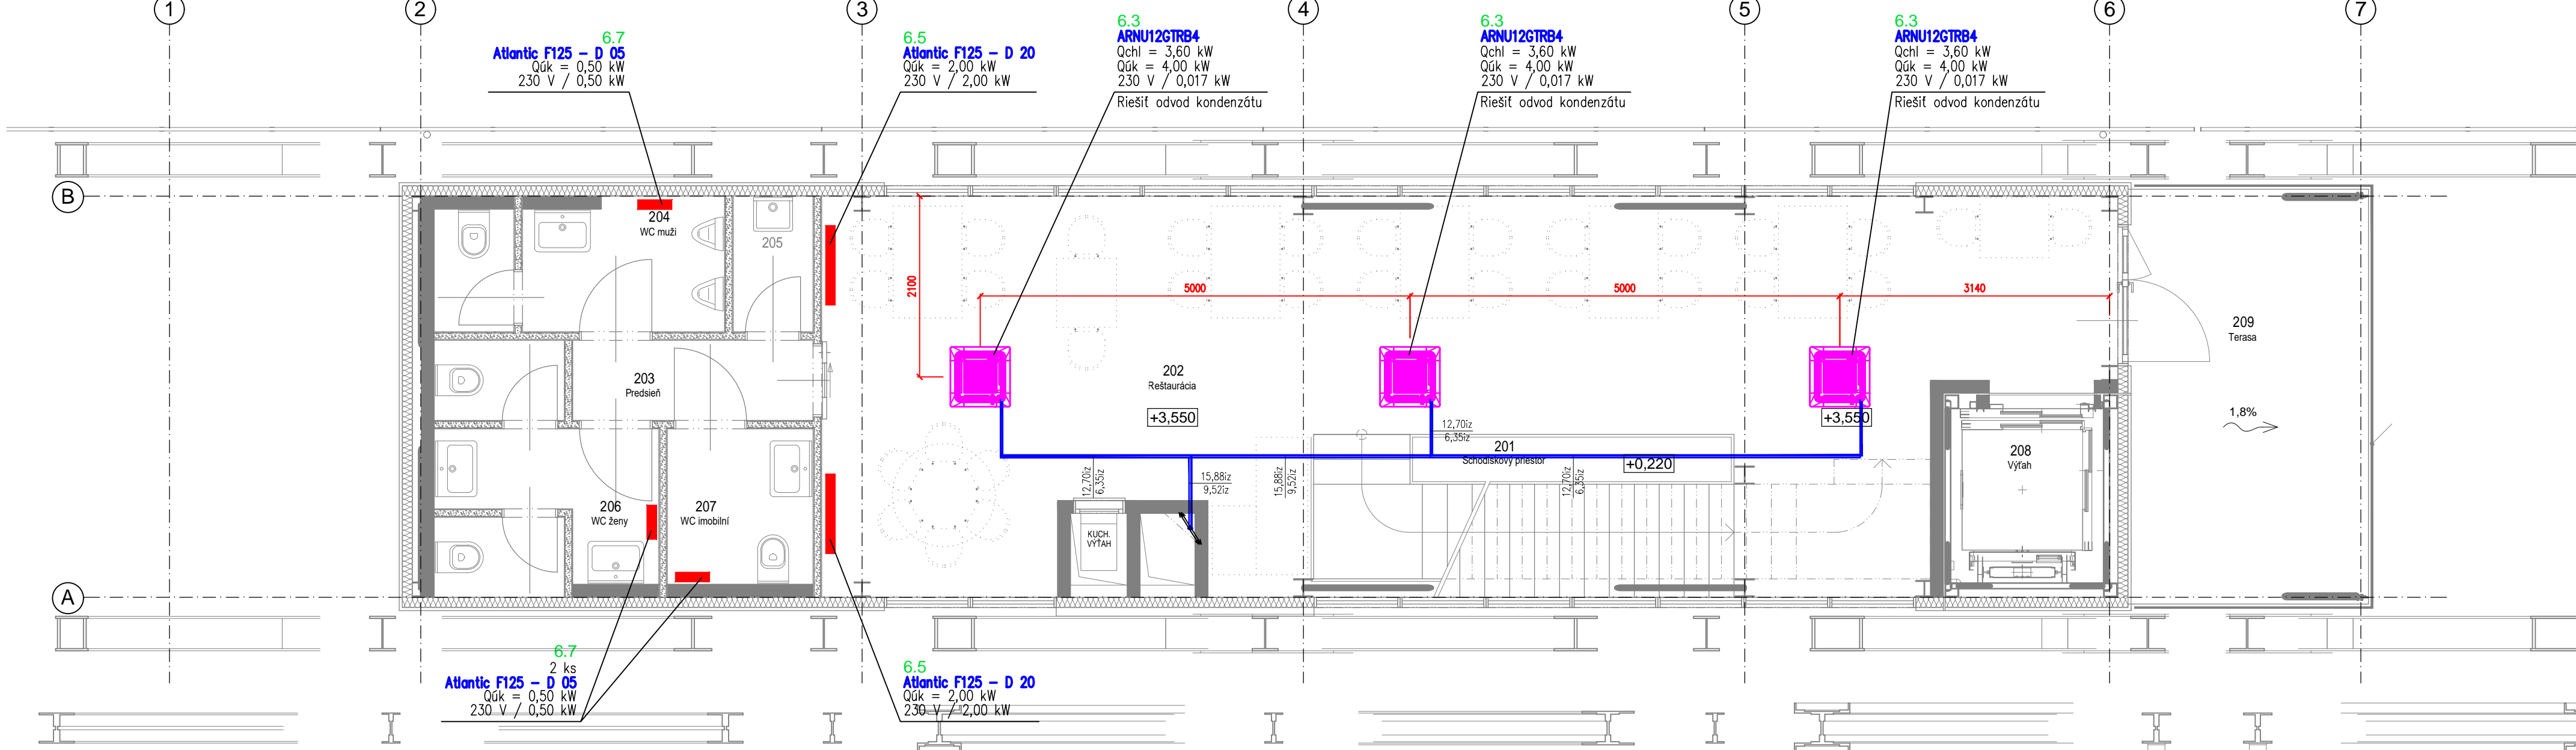 1
2
3
4
5
6
7
6.7
Atlantic F125 – D 05
Qúk = 0,50 kW
230 V / 0,50 kW
6.5
Atlantic F125 – D 20
Qúk = 2,00 kW
230 V / 2,00 kW
6.3
ARNU12GTRB4
Qchl = 3,60 kW
Qúk = 4,00 kW
230 V / 0,017 kW
Riešiť odvod kondenzátu
6.3
ARNU12GTRB4
Qchl = 3,60 kW
Qúk = 4,00 kW
230 V / 0,017 kW
Riešiť odvod kondenzátu
6.3
ARNU12GTRB4
Qchl = 3,60 kW
Qúk = 4,00 kW
230 V / 0,017 kW
Riešiť odvod kondenzátu
B
204
WC muži
205
2100
5000
5000
3140
209
Terasa
203
Predsieň
202
Reštaurácia
+3,550
+3,550
1,8%
12,70iz
6,35iz
201
Schodiskový priestor
+0,220
208
Výťah
12,70iz
6,35iz
15,88iz
9,52iz
15,88iz
9,52iz
12,70iz
6,35iz
206
WC ženy
207
WC imobilní
KUCH.
VÝŤAH
A
6.7
2 ks
Atlantic F125 – D 05
Qúk = 0,50 kW
230 V / 0,50 kW
6.5
Atlantic F125 – D 20
Qúk = 2,00 kW
230 V / 2,00 kW